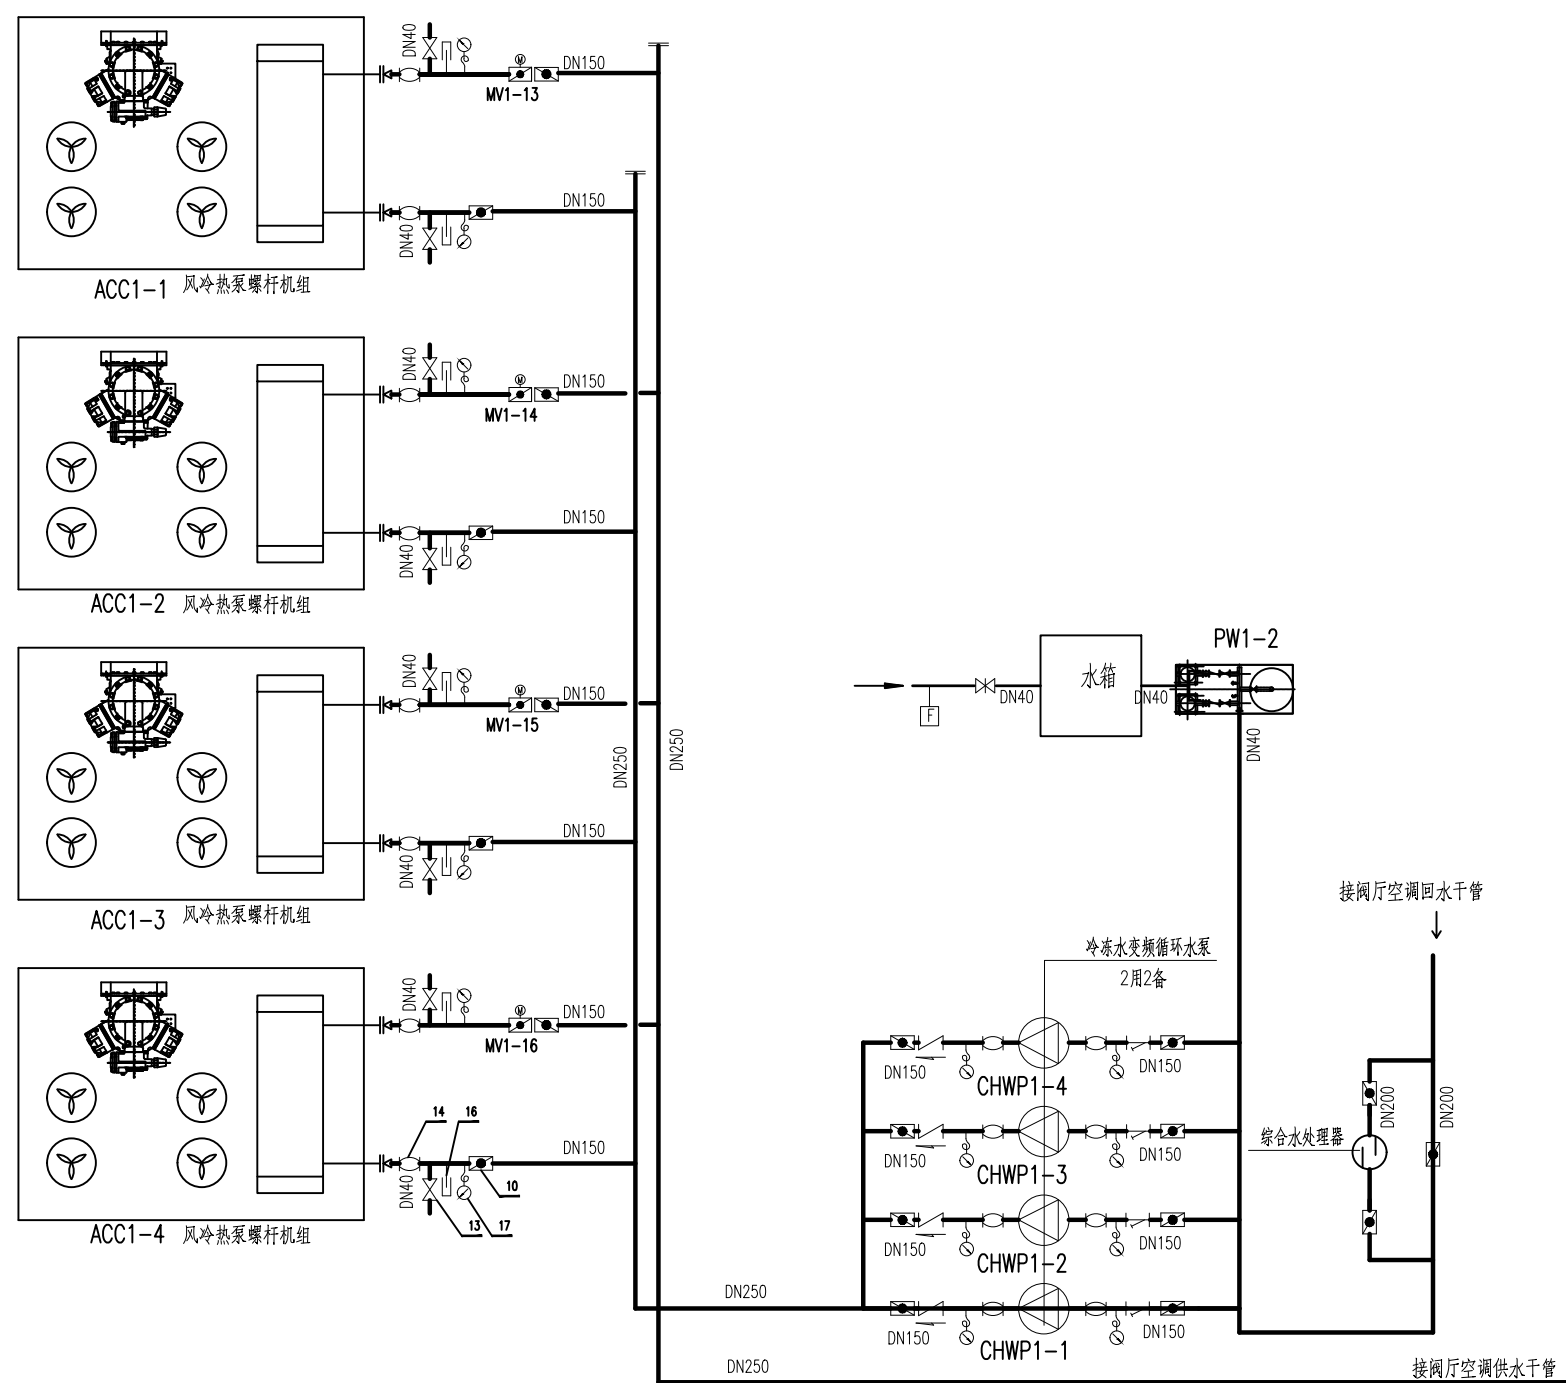 DN40
M
DN150
MV1-13
DN150
DN40
ACC1-1 风冷热泵螺杆机组
DN40
M
DN150
MV1-14
DN150
DN40
ACC1-2 风冷热泵螺杆机组
DN40
M
DN150
MV1-15
DN250
DN250
DN150
DN40
ACC1-3 风冷热泵螺杆机组
DN40
M
DN150
MV1-16
14
16
DN150
DN40
10
13
17
ACC1-4 风冷热泵螺杆机组
PW1-2
水箱
F
DN40
DN40
DN40
接阀厅空调回水干管
冷冻水变频循环水泵
2用2备
DN150
DN150
CHWP1-4
DN200
DN200
综合水处理器
DN150
DN150
CHWP1-3
DN150
DN150
CHWP1-2
DN250
DN150
DN150
CHWP1-1
DN250
接阀厅空调供水干管